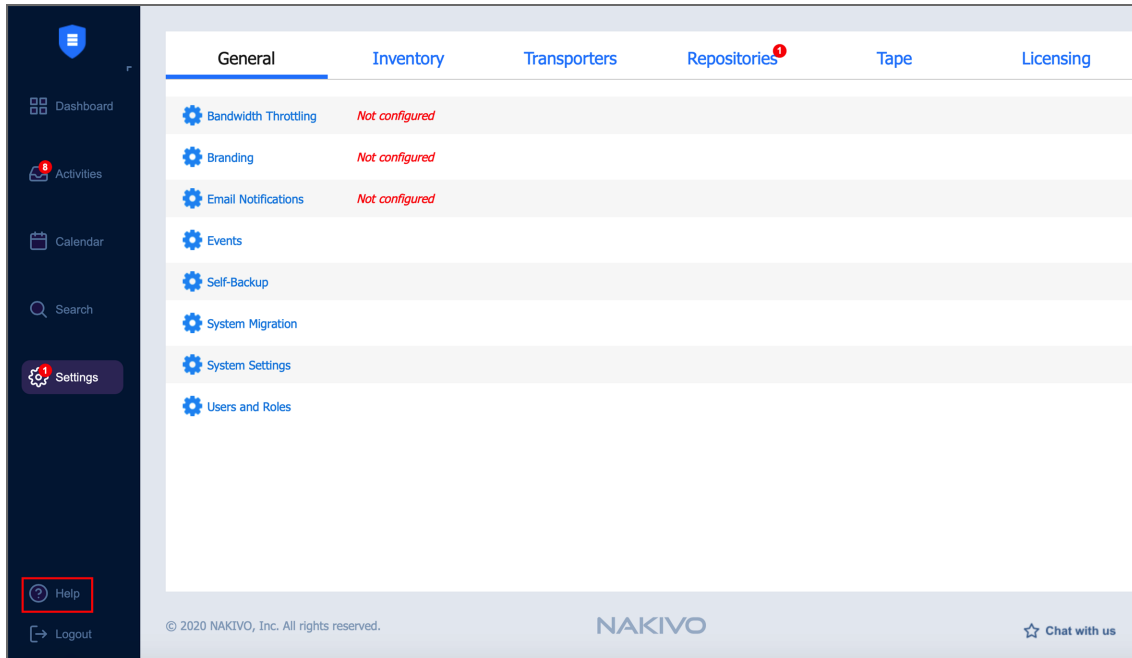 General
Inventory
Transporters
Repositories
1
Tape
Licensing
Dashboard
8
Activities
Calendar
Search
1
Settings
Bandwidth Throttling
Not configured
Branding
Not configured
Email Notifications
Not configured
Events
Self-Backup
System Migration
System Settings
Users and Roles
Help
Logout
© 2020 NAKIVO, Inc. All rights reserved.
NAKIVO
Chat with us